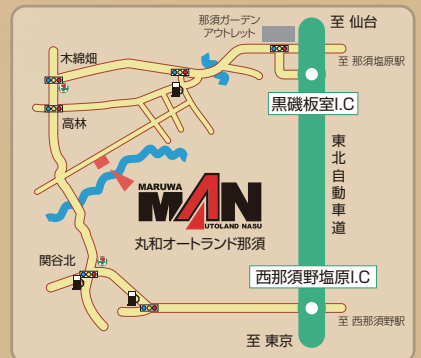 那須ガーデン
アウトレット
至 仙台
木綿畑
至 那須塩原駅
黒磯板室I.C
高林
東北自動車道
MARUWA
MAN
AUTOLAND NASU
丸和オートランド那須
関谷北
西那須野塩原I.C
至 西那須野駅
至 東京